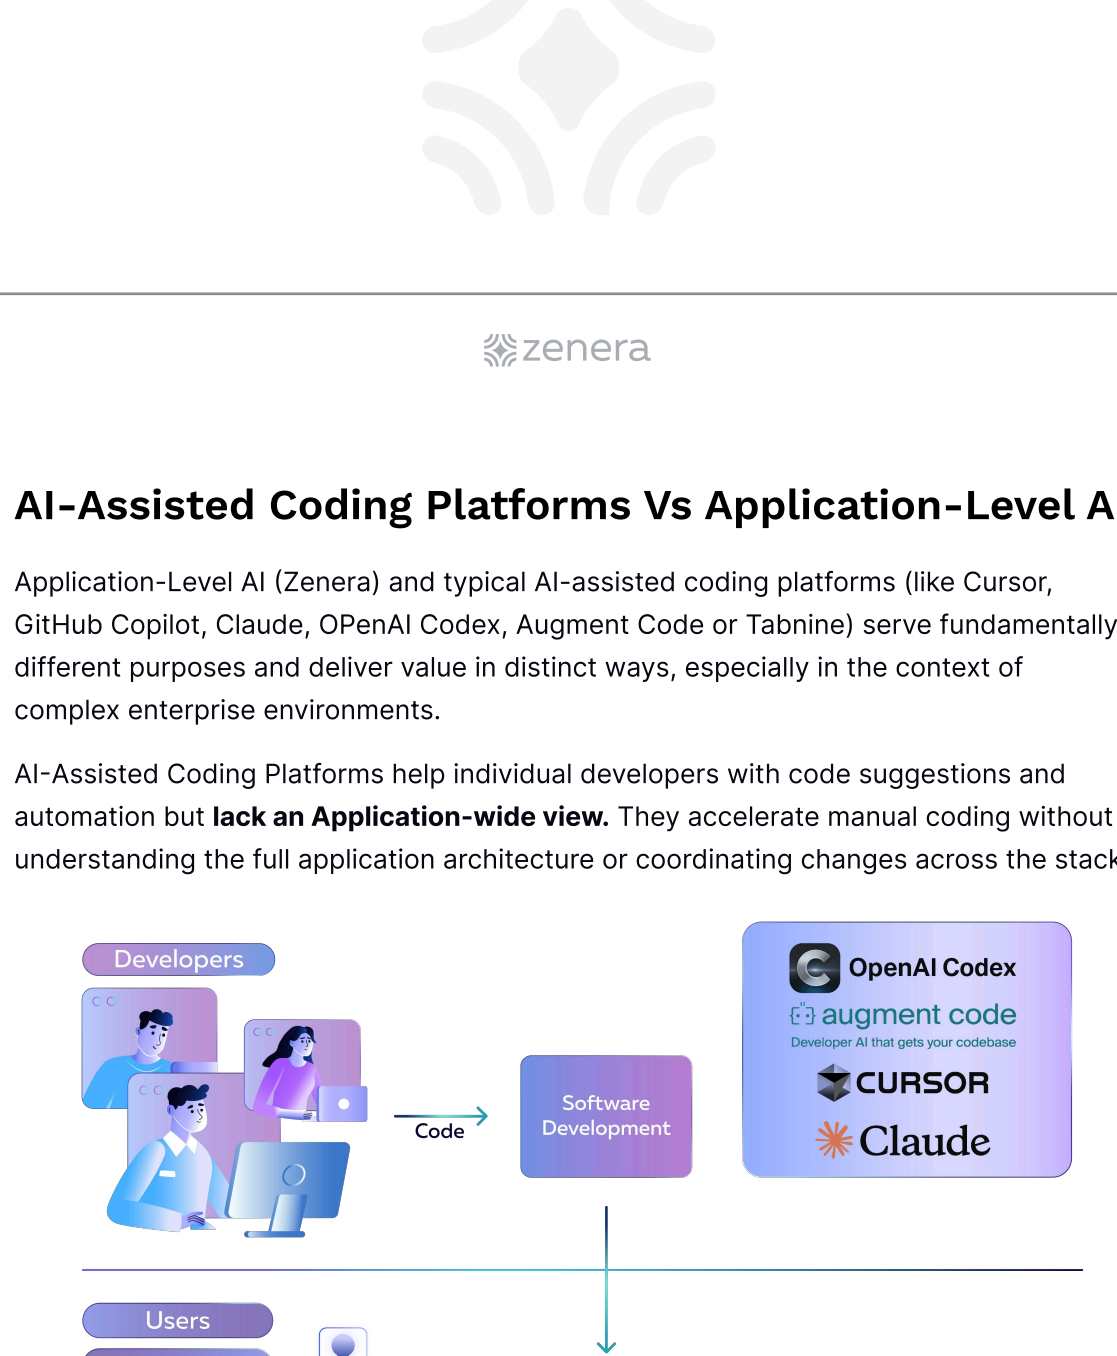 zenera
AI-Assisted Coding Platforms Vs Application-Level A
Application-Level AI (Zenera) and typical AI-assisted coding platforms (like Cursor,
GitHub Copilot, Claude, OPenAI Codex, Augment Code or Tabnine) serve fundamentally
different purposes and deliver value in distinct ways, especially in the context of
complex enterprise environments.
AI-Assisted Coding Platforms help individual developers with code suggestions and
automation but lack an Application-wide view. They accelerate manual coding without
understanding the full application architecture or coordinating changes across the stack
Developers
OpenAI Codex
augment code
Developer AI that gets your codebase
CURSOR
Claude
Code
Software
Development
Users